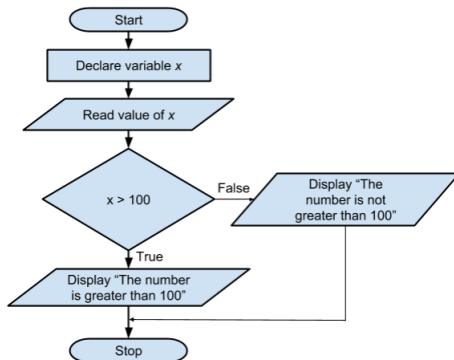 Start
Declare variable x
Read value of x
x > 100
False
Display “The
number is not
greater than 100”
True
Display “The number
is greater than 100”
Stop